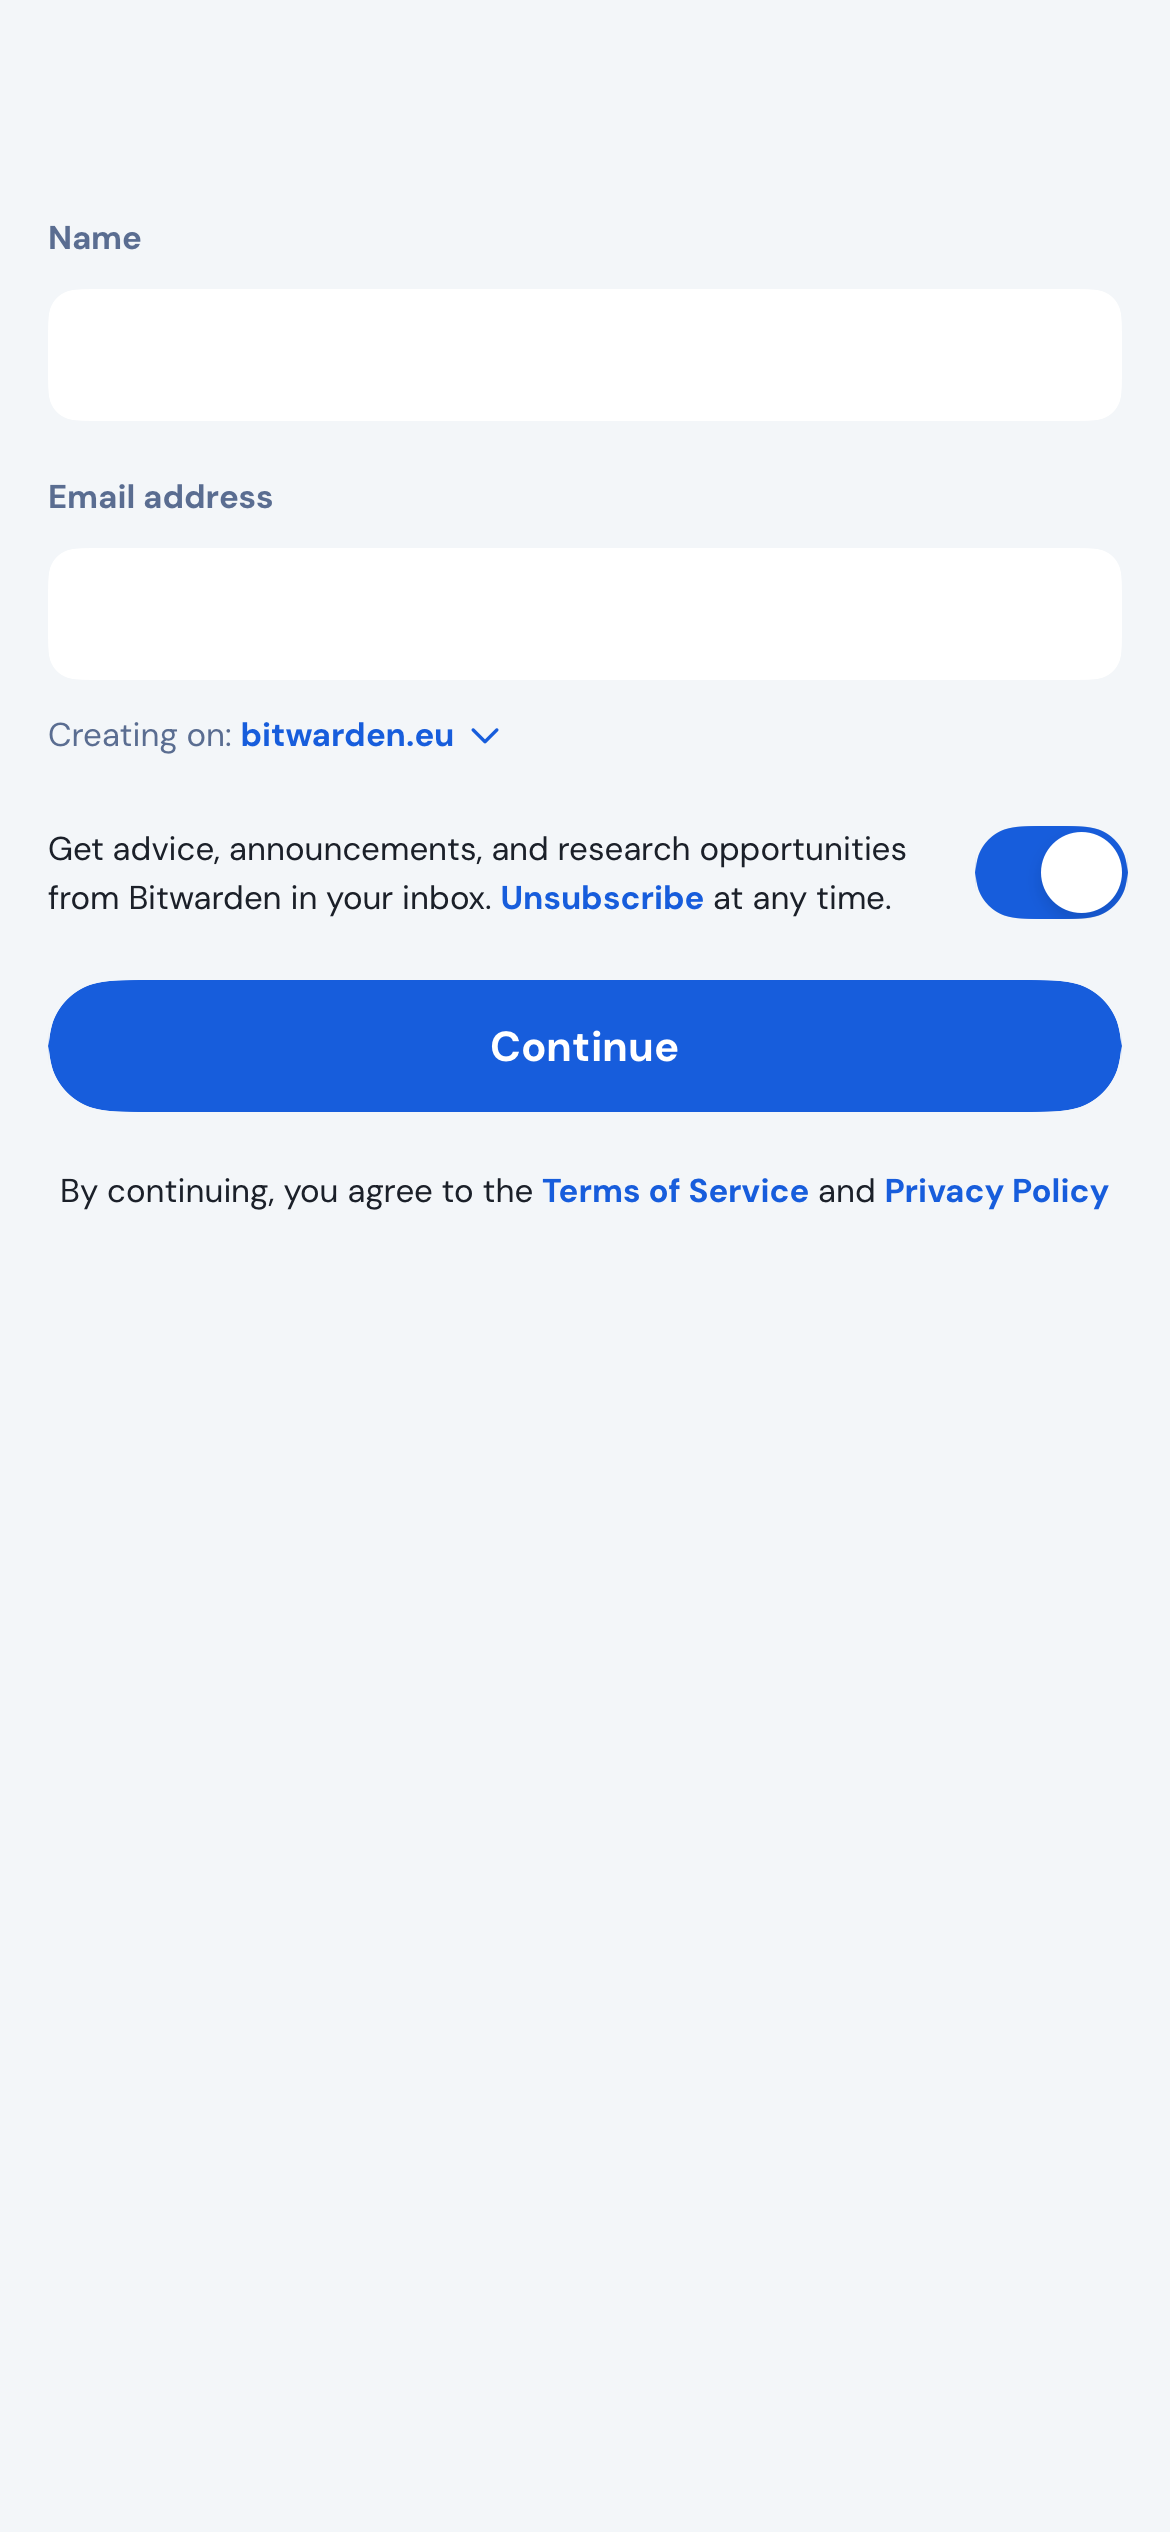 Name
Email address
Creating on: bitwarden.eu
Get advice, announcements, and research opportunities
from Bitwarden in your inbox. Unsubscribe at any time.
Continue
By continuing, you agree to the Terms of Service and Privacy Policy